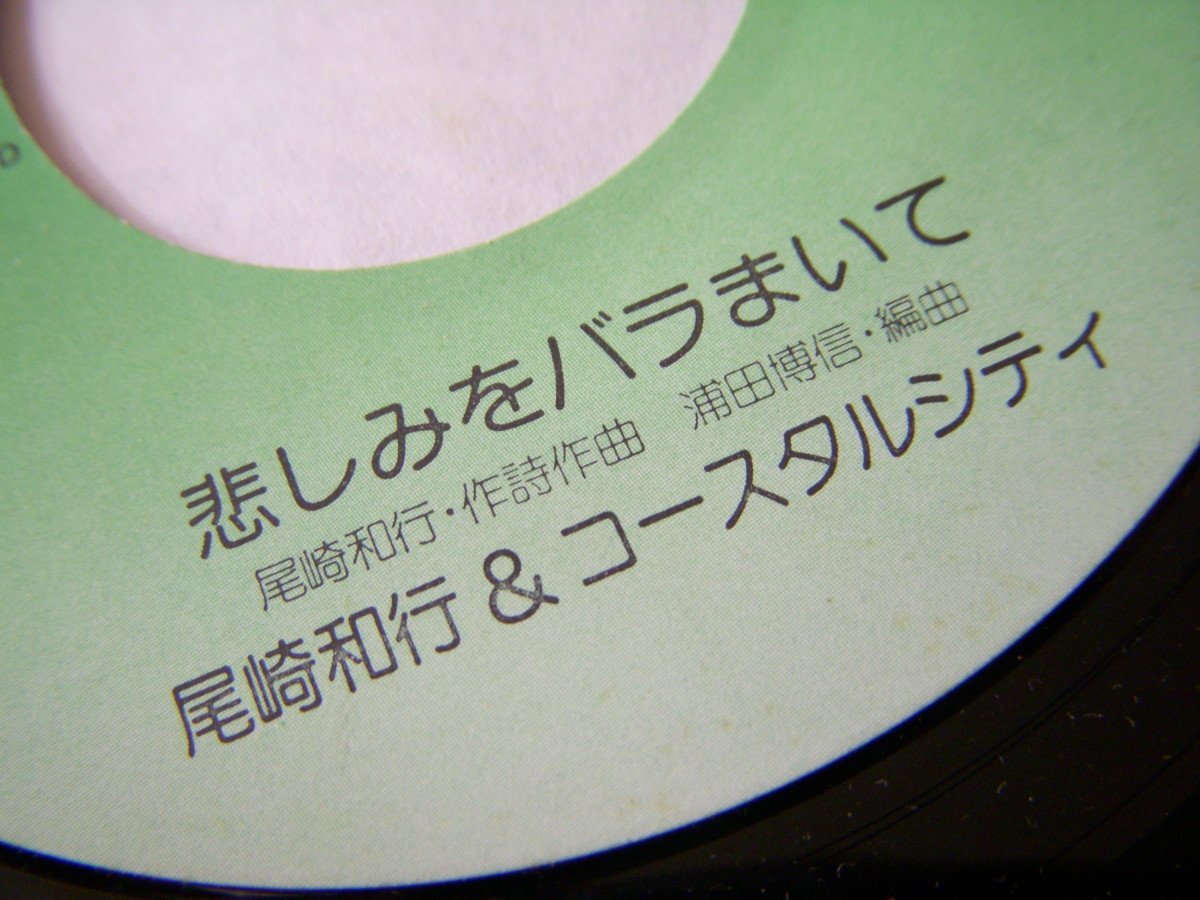 悲しみをバラまいて
尾崎和行・作詩作曲 浦田博信・編曲
尾崎和行 & コースタルシティ